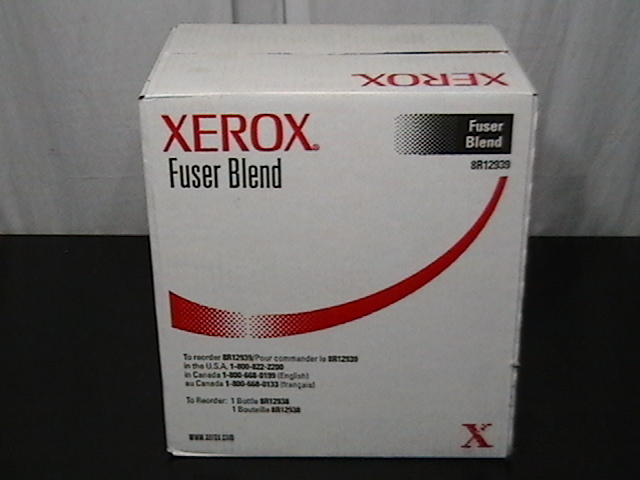 XEROX
XEROX®
Fuser Blend
Fuser
Blend
8R12939
To reorder 8R12939/Pour commander le 8R12939
in the U.S.A. 1-800-822-2200
in Canada 1-800-668-0199 (English)
au Canada 1-800-668-0133 (français)
To Reorder: 1 Bottle 8R12938
1 Bouteille 8R12938
www.xerox.com
X